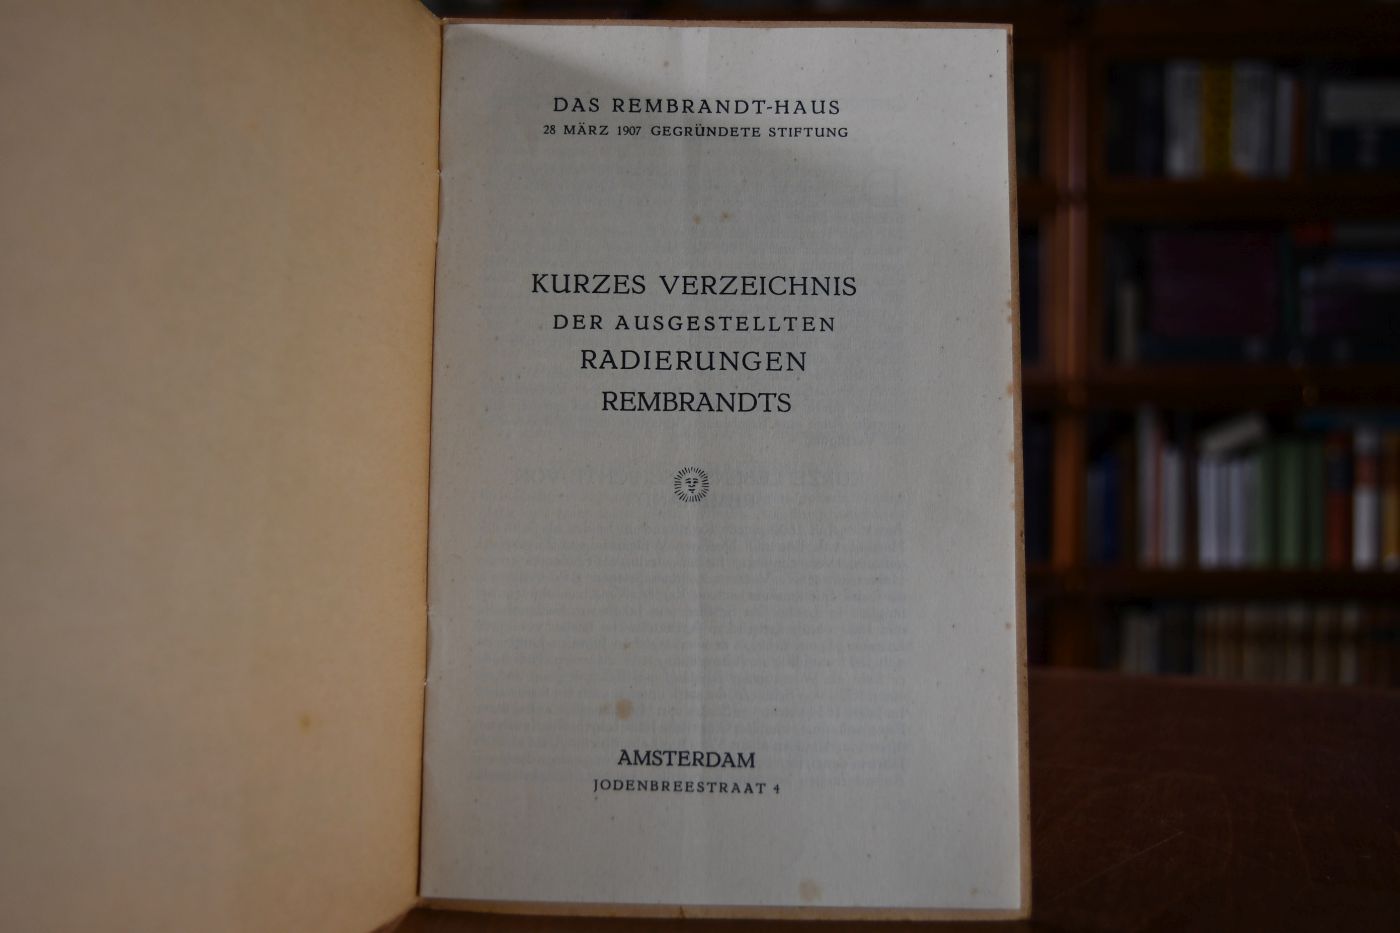 DAS REMBRANDT-HAUS
28 MÄRZ 1907 GEGRÜNDETE STIFTUNG
KURZES VERZEICHNIS
DER AUSGESTELLTEN
RADIERUNGEN
REMBRANDTS
AMSTERDAM
JODENBREESTRAAT 4